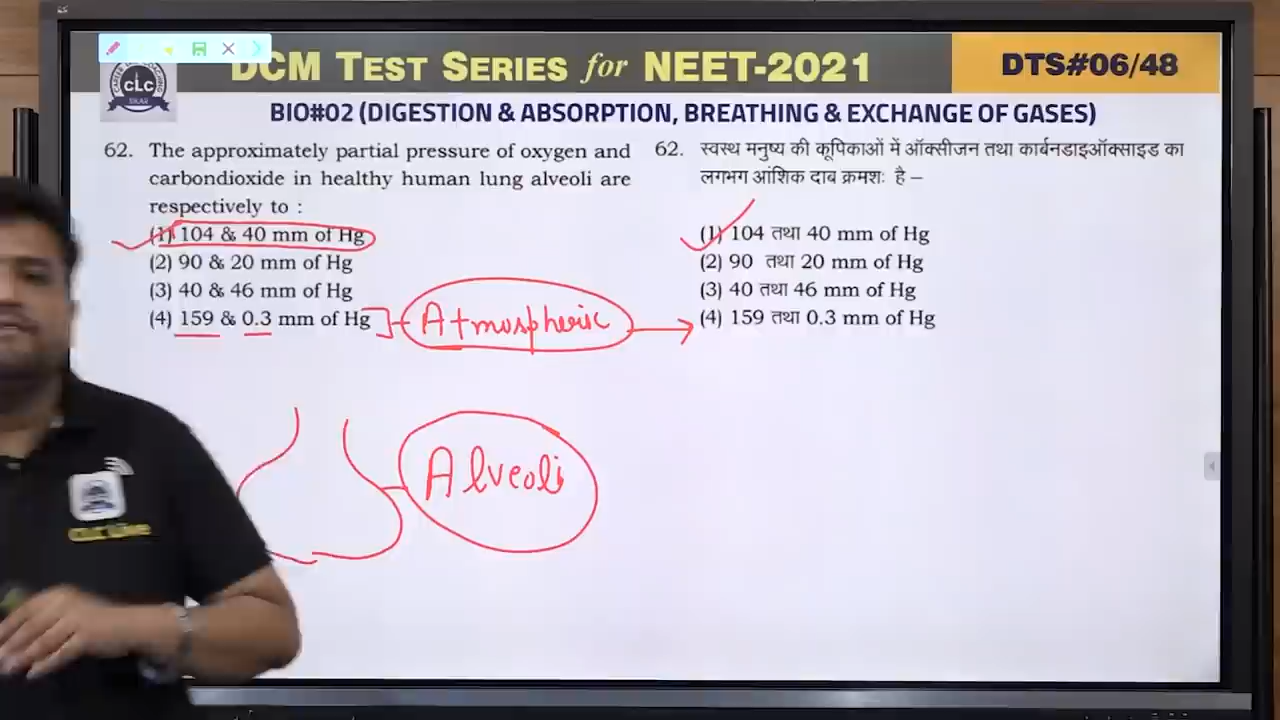 DCM TEST SERIES for NEET-2021
DTS#06/48
CLC
SIKAR
BIO#02 (DIGESTION & ABSORPTION, BREATHING & EXCHANGE OF GASES)
62. The approximately partial pressure of oxygen and
carbondioxide in healthy human lung alveoli are
respectively to :
(1) 104 & 40 mm of Hg
(2) 90 & 20 mm of Hg
(3) 40 & 46 mm of Hg
(4) 159 & 0.3 mm of Hg
Atmospheric
Alveoli
62. स्वस्थ मनुष्य की कूपिकाओं में ऑक्सीजन तथा कार्बनडाइऑक्साइड का
लगभग आंशिक दाब क्रमशः है –
(1) 104 तथा 40 mm of Hg
(2) 90 तथा 20 mm of Hg
(3) 40 तथा 46 mm of Hg
(4) 159 तथा 0.3 mm of Hg